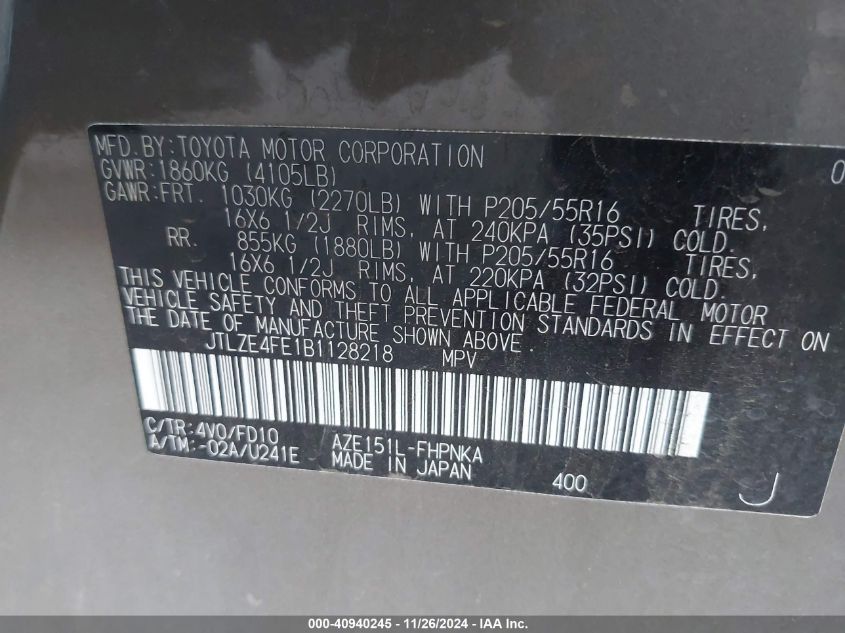 MFD.BY:TOYOTA MOTOR CORPORATION 0
GVWR:1860KG (4105LB)
GAWR:FRT. 1030KG (2270LB) WITH P205/55R16 TIRES,
16X6 1/2J RIMS, AT 240KPA (35PSI) COLD.
RR. 855KG (1880LB) WITH P205/55R16 TIRES,
16X6 1/2J RIMS, AT 220KPA (32PSI) COLD.
THIS VEHICLE CONFORMS TO ALL APPLICABLE FEDERAL MOTOR
VEHICLE SAFETY AND THEFT PREVENTION STANDARDS IN EFFECT ON
THE DATE OF MANUFACTURE SHOWN ABOVE.
JTLZE4FE1B1128218 MPV
C/TR:4V0/FD10 AZE151L-FHPNKA
A/TM:-02A/U241E MADE IN JAPAN 400 J
000-40940245 - 11/26/2024 - IAA Inc.